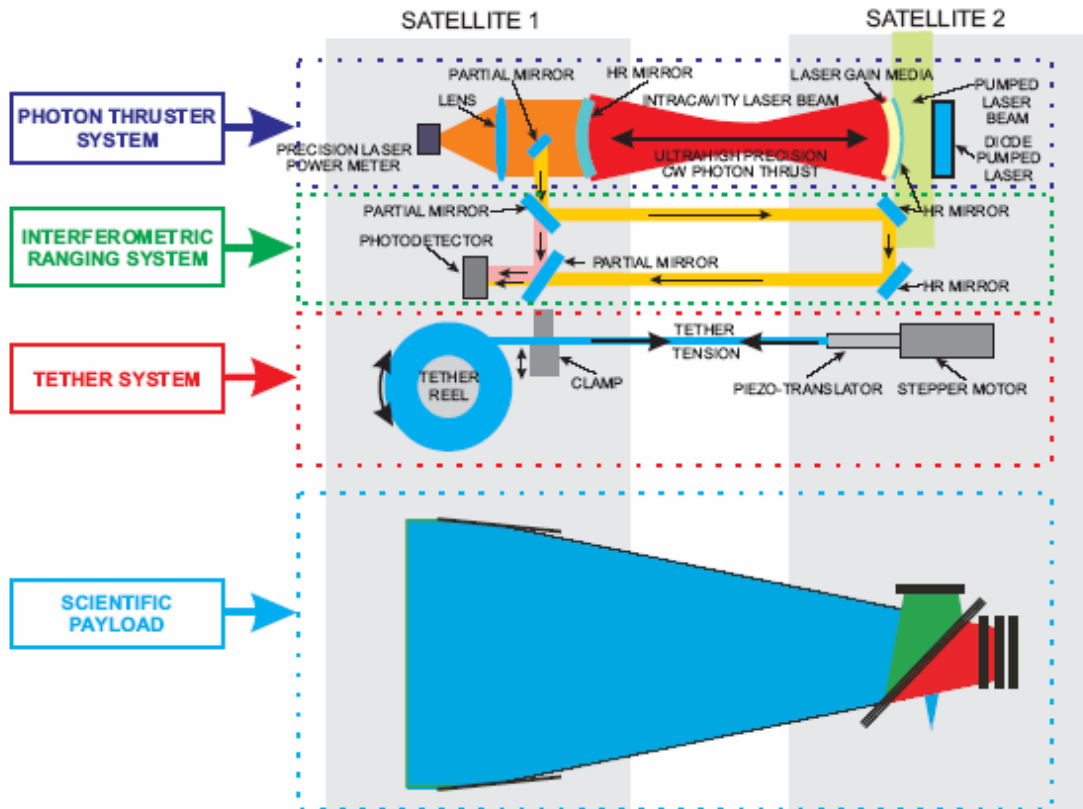 SATELLITE 1
SATELLITE 2
PHOTON THRUSTER
SYSTEM
PARTIAL
MIRROR
HR MIRROR
LENS
PRECISION LASER
POWER METER
INTRACAVITY LASER BEAM
ULTRAHIGH PRECISION
CW PHOTON THRUST
LASER GAIN MEDIA
PUMPED
LASER
BEAM
DIODE
PUMPED
LASER
INTERFEROMETRIC
RANGING SYSTEM
PARTIAL MIRROR
HR MIRROR
PHOTODETECTOR
PARTIAL MIRROR
HR MIRROR
TETHER SYSTEM
TETHER
REEL
CLAMP
TETHER
TENSION
PIEZO-TRANSLATOR
STEPPER MOTOR
SCIENTIFIC
PAYLOAD